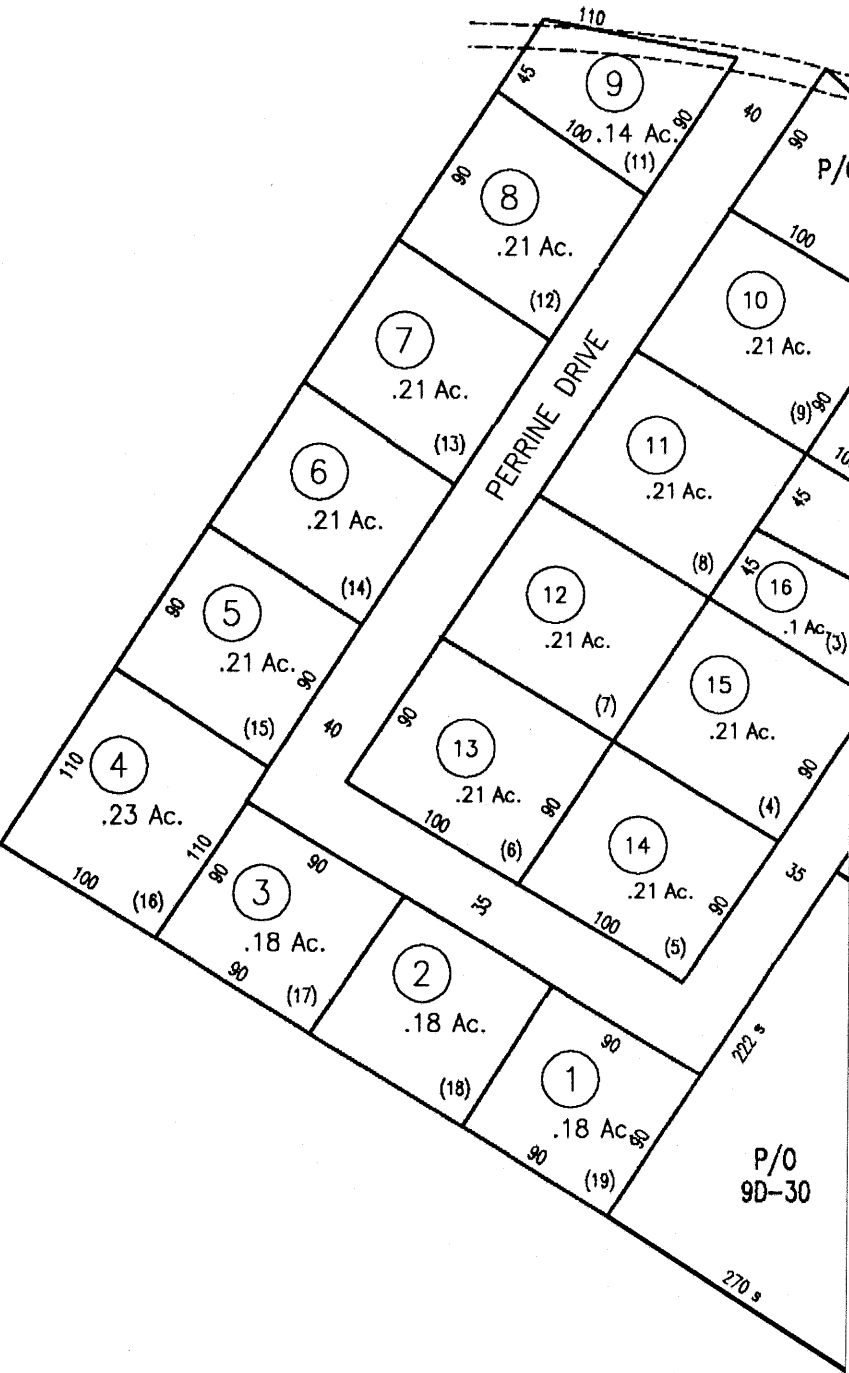 110
45
9
100 .14 Ac. 90
(11)
40
90
P/
90
8
.21 Ac.
(12)
100
10
.21 Ac.
(9) 90
7
.21 Ac.
(13)
PERRINE DRIVE
11
.21 Ac.
(8)
45
6
.21 Ac.
(14)
12
.21 Ac.
(7)
45
16
.1 Ac. (3)
90
5
.21 Ac.
90
(15)
40
15
.21 Ac.
90
(4)
90
13
.21 Ac.
100
90
(6)
110
4
.23 Ac.
110
100
(16)
14
.21 Ac.
100
90
(5)
35
90
90
3
.18 Ac.
90
(17)
35
2
.18 Ac.
(18)
90
1
.18 Ac.
90
90
(19)
222 s
P/O
9D-30
270 s